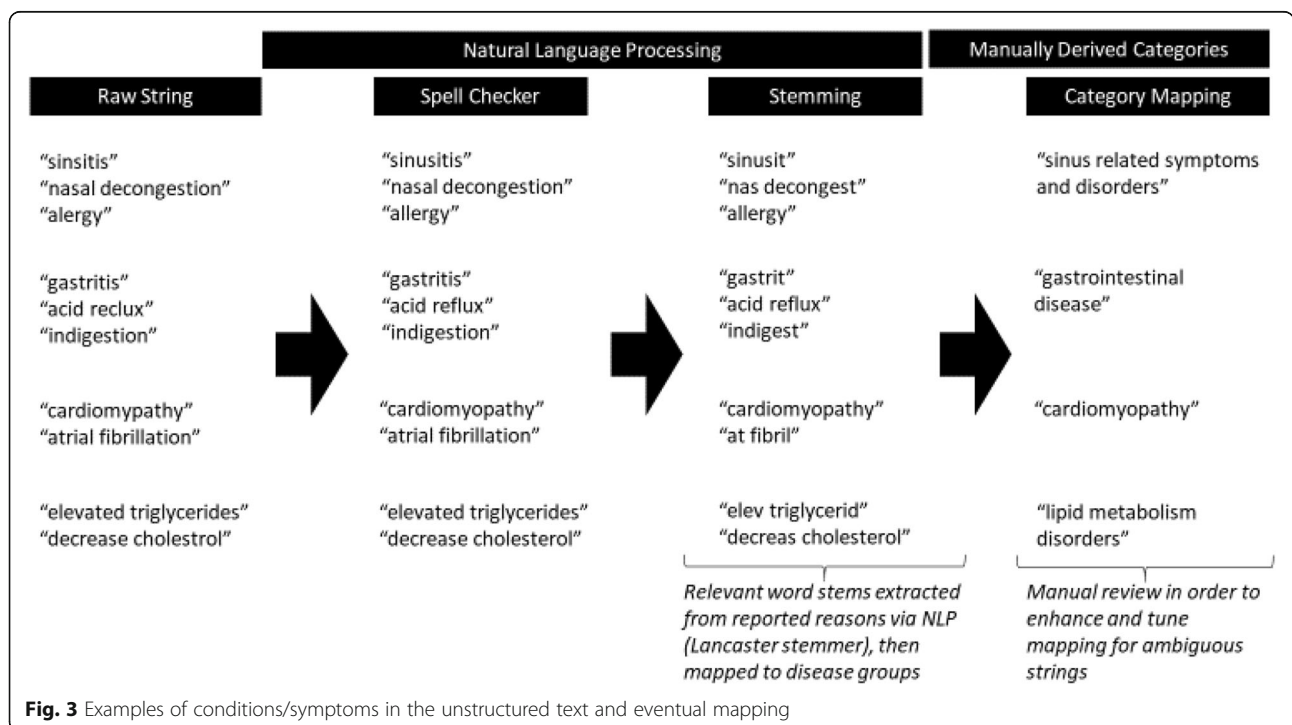 Natural Language Processing
Manually Derived Categories
Raw String
Spell Checker
Stemming
Category Mapping
“sinsitis”
“nasal decongestion”
“alergy”
“sinusitis”
“nasal decongestion”
“allergy”
“sinusit”
“nas decongest”
“allergy”
“sinus related symptoms
and disorders”
“gastritis”
“acid reclux”
“indigestion”
“gastritis”
“acid reflux”
“indigestion”
“gastrit”
“acid reflux”
“indigest”
“gastrointestinal
disease”
“cardiomypathy”
“atrial fibrillation”
“cardiomyopathy”
“atrial fibrillation”
“cardiomyopathy”
“at fibril”
“cardiomyopathy”
“elevated triglycerides”
“decrease cholestrol”
“elevated triglycerides”
“decrease cholesterol”
“elev triglycerid”
“decreas cholesterol”
“lipid metabolism
disorders”
Relevant word stems extracted
from reported reasons via NLP
(Lancaster stemmer), then
mapped to disease groups
Manual review in order to
enhance and tune
mapping for ambiguous
strings
Fig. 3 Examples of conditions/symptoms in the unstructured text and eventual mapping